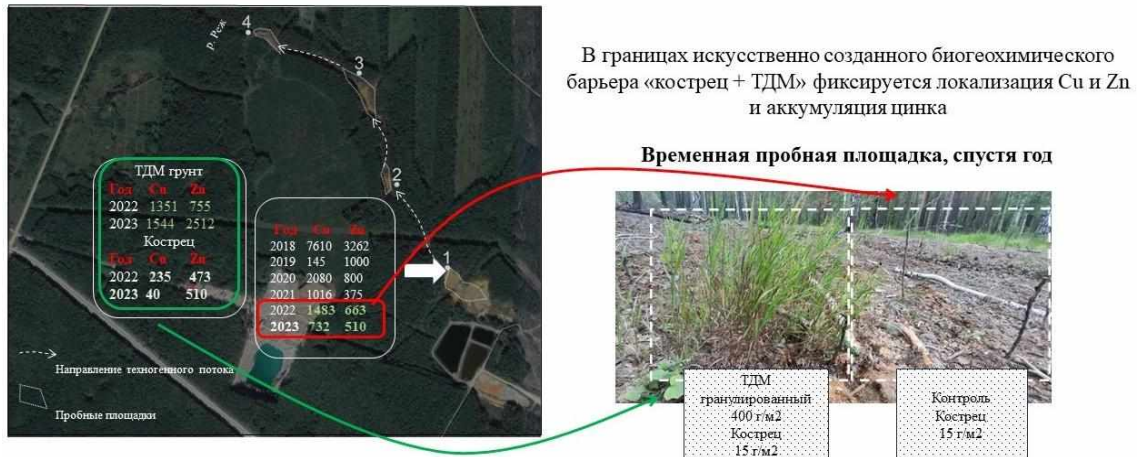 4
р. Реж
3
2
1
ТДМ грунт
Год Cu Zn
2022 1351 755
2023 1544 2512
Кострец
Год Cu Zn
2022 235 473
2023 40 510
Год Cu Zn
2018 7610 3262
2019 145 1000
2020 2080 800
2021 1016 375
2022 1483 663
2023 732 510
Направление техногенного потока
Пробные площадки
В границах искусственно созданного биогеохимического
барьера «кострец + ТДМ» фиксируется локализация Cu и Zn
и аккумуляция цинка
Временная пробная площадка, спустя год
ТДМ
гранулированный
400 г/м2
Кострец
15 г/м2
Контроль
Кострец
15 г/м2